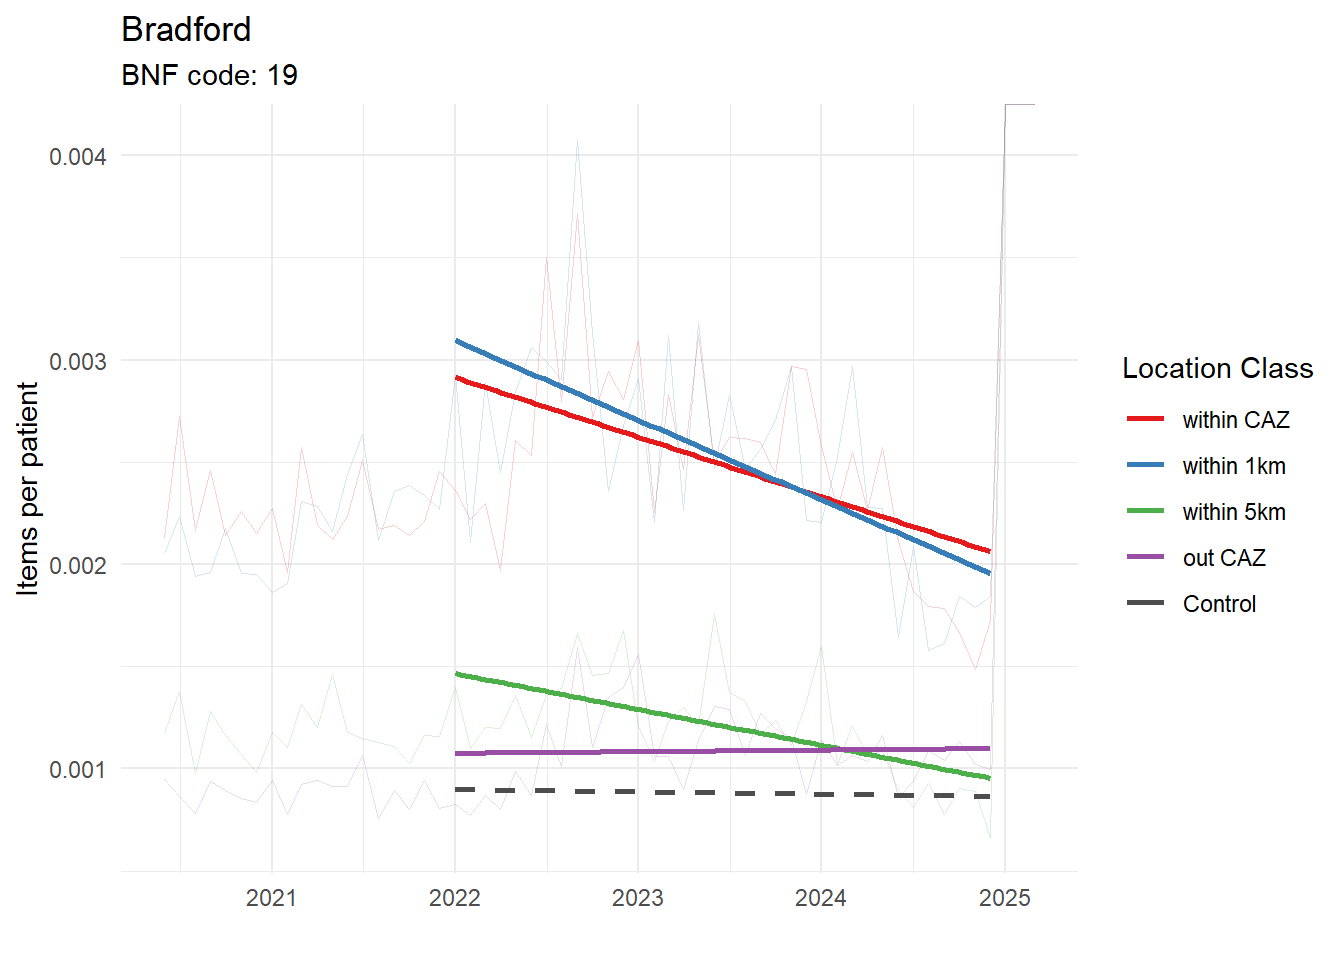 Bradford
BNF code: 19
Items per patient
0.004
0.003
0.002
0.001
2021
2022
2023
2024
2025
Location Class
within CAZ
within 1km
within 5km
out CAZ
Control